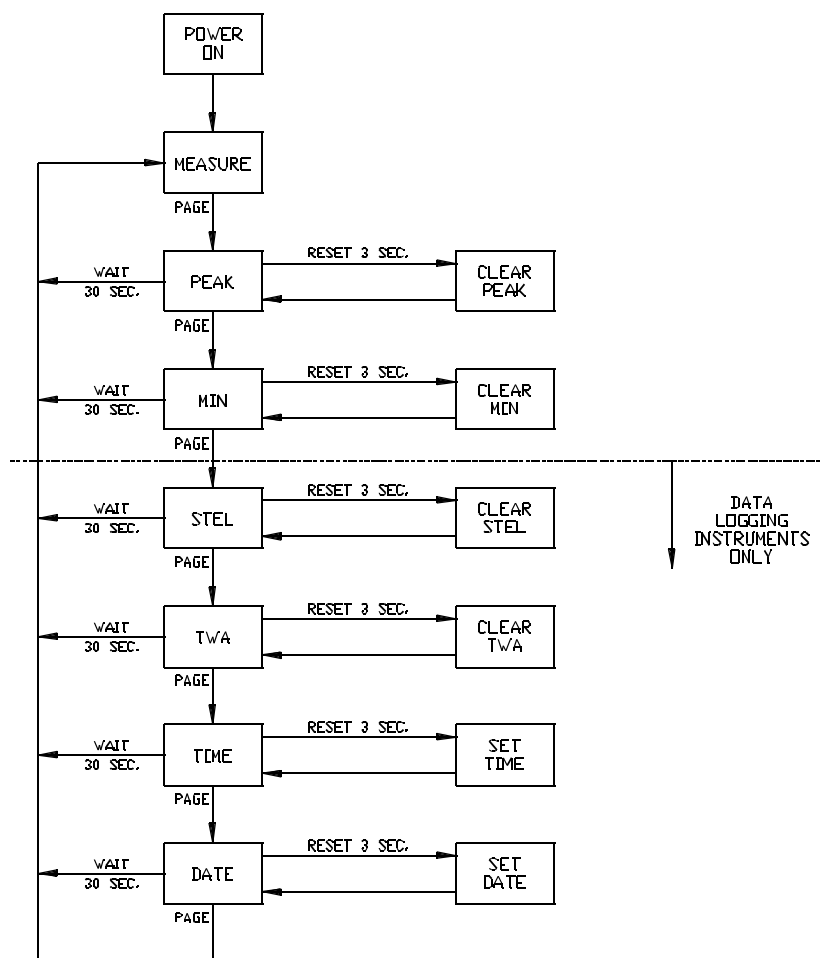 POWER
ON
MEASURE
PAGE
WAIT
30 SEC.
PEAK
RESET 3 SEC.
CLEAR
PEAK
PAGE
WAIT
30 SEC.
MIN
RESET 3 SEC.
CLEAR
MIN
PAGE
WAIT
30 SEC.
STEL
RESET 3 SEC.
CLEAR
STEL
DATA
LOGGING
INSTRUMENTS
ONLY
PAGE
WAIT
30 SEC.
TWA
RESET 3 SEC.
CLEAR
TWA
PAGE
WAIT
30 SEC.
TIME
RESET 3 SEC.
SET
TIME
PAGE
WAIT
30 SEC.
DATE
RESET 3 SEC.
SET
DATE
PAGE